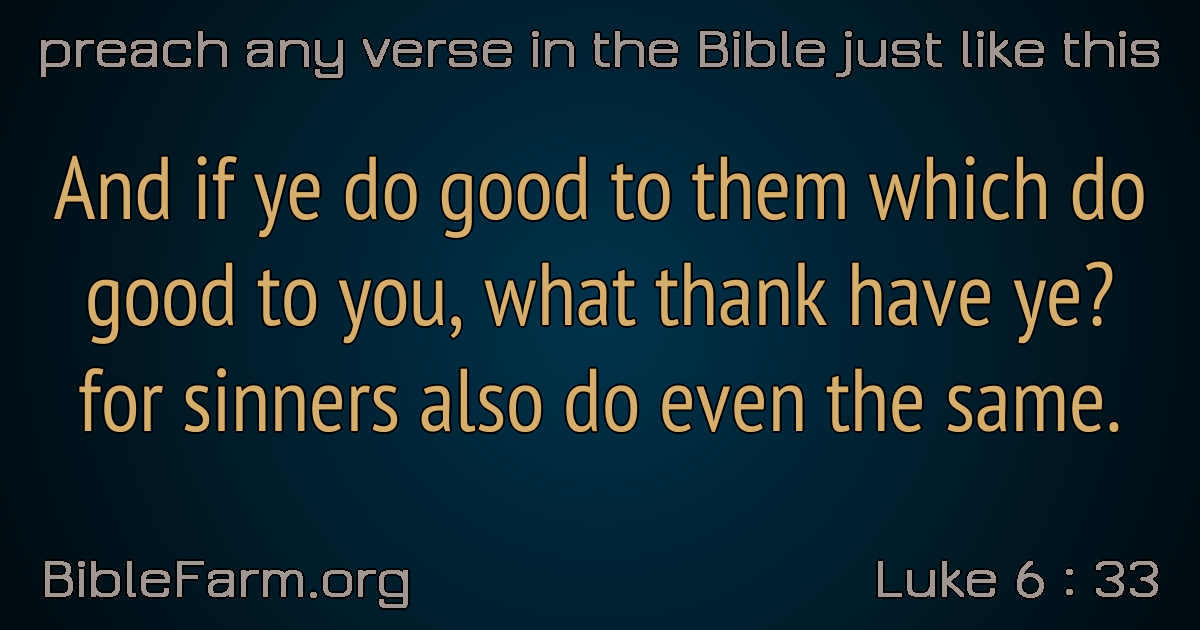 preach any verse in the Bible just like this
And if ye do good to them which do
good to you, what thank have ye?
for sinners also do even the same.
BibleFarm.org
Luke 6 : 33